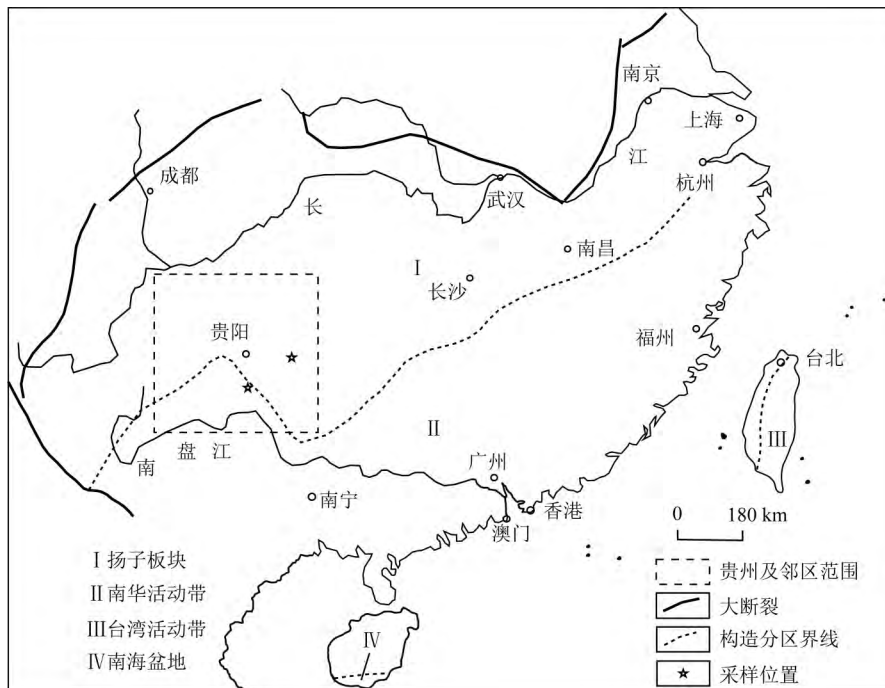 南京
上海
江
杭州
成都
武汉
长
南昌
Ⅰ
长沙
贵阳
福州
台北
Ⅱ
Ⅲ
南
盘
江
广州
南宁
香港
澳门
0 180 km
Ⅰ 扬子板块
Ⅱ 南华活动带
Ⅲ 台湾活动带
Ⅳ 南海盆地
Ⅳ
贵州及邻区范围
大断裂
构造分区界线
采样位置